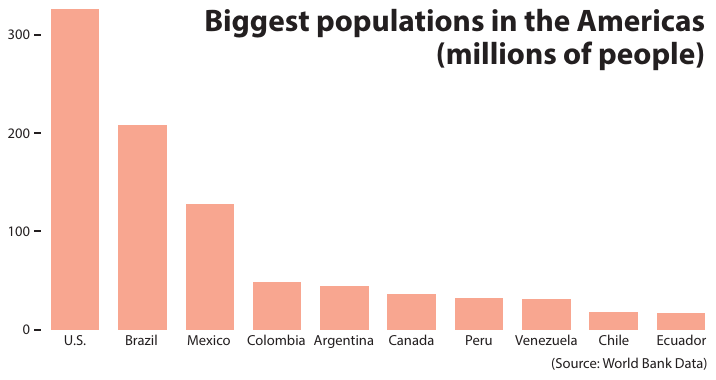 Biggest populations in the Americas
(millions of people)
300
200
100
0
U.S. Brazil Mexico Colombia Argentina Canada Peru Venezuela Chile Ecuador
(Source: World Bank Data)